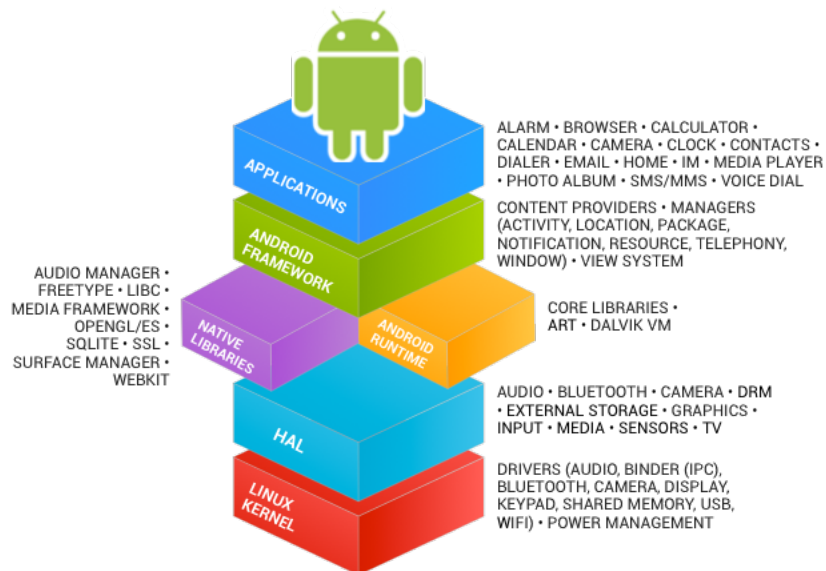 ALARM • BROWSER • CALCULATOR •
CALENDAR • CAMERA • CLOCK • CONTACTS •
DIALER • EMAIL • HOME • IM • MEDIA PLAYER
• PHOTO ALBUM • SMS/MMS • VOICE DIAL
APPLICATIONS
CONTENT PROVIDERS • MANAGERS
(ACTIVITY, LOCATION, PACKAGE,
NOTIFICATION, RESOURCE, TELEPHONY,
WINDOW) • VIEW SYSTEM
ANDROID
FRAMEWORK
AUDIO MANAGER •
FREETYPE • LIBC •
MEDIA FRAMEWORK •
OPENGL/ES •
SQLITE • SSL •
SURFACE MANAGER •
WEBKIT
NATIVE
LIBRARIES
ANDROID
RUNTIME
CORE LIBRARIES •
ART • DALVIK VM
HAL
AUDIO • BLUETOOTH • CAMERA • DRM
• EXTERNAL STORAGE • GRAPHICS •
INPUT • MEDIA • SENSORS • TV
LINUX
KERNEL
DRIVERS (AUDIO, BINDER (IPC),
BLUETOOTH, CAMERA, DISPLAY,
KEYPAD, SHARED MEMORY, USB,
WIFI) • POWER MANAGEMENT